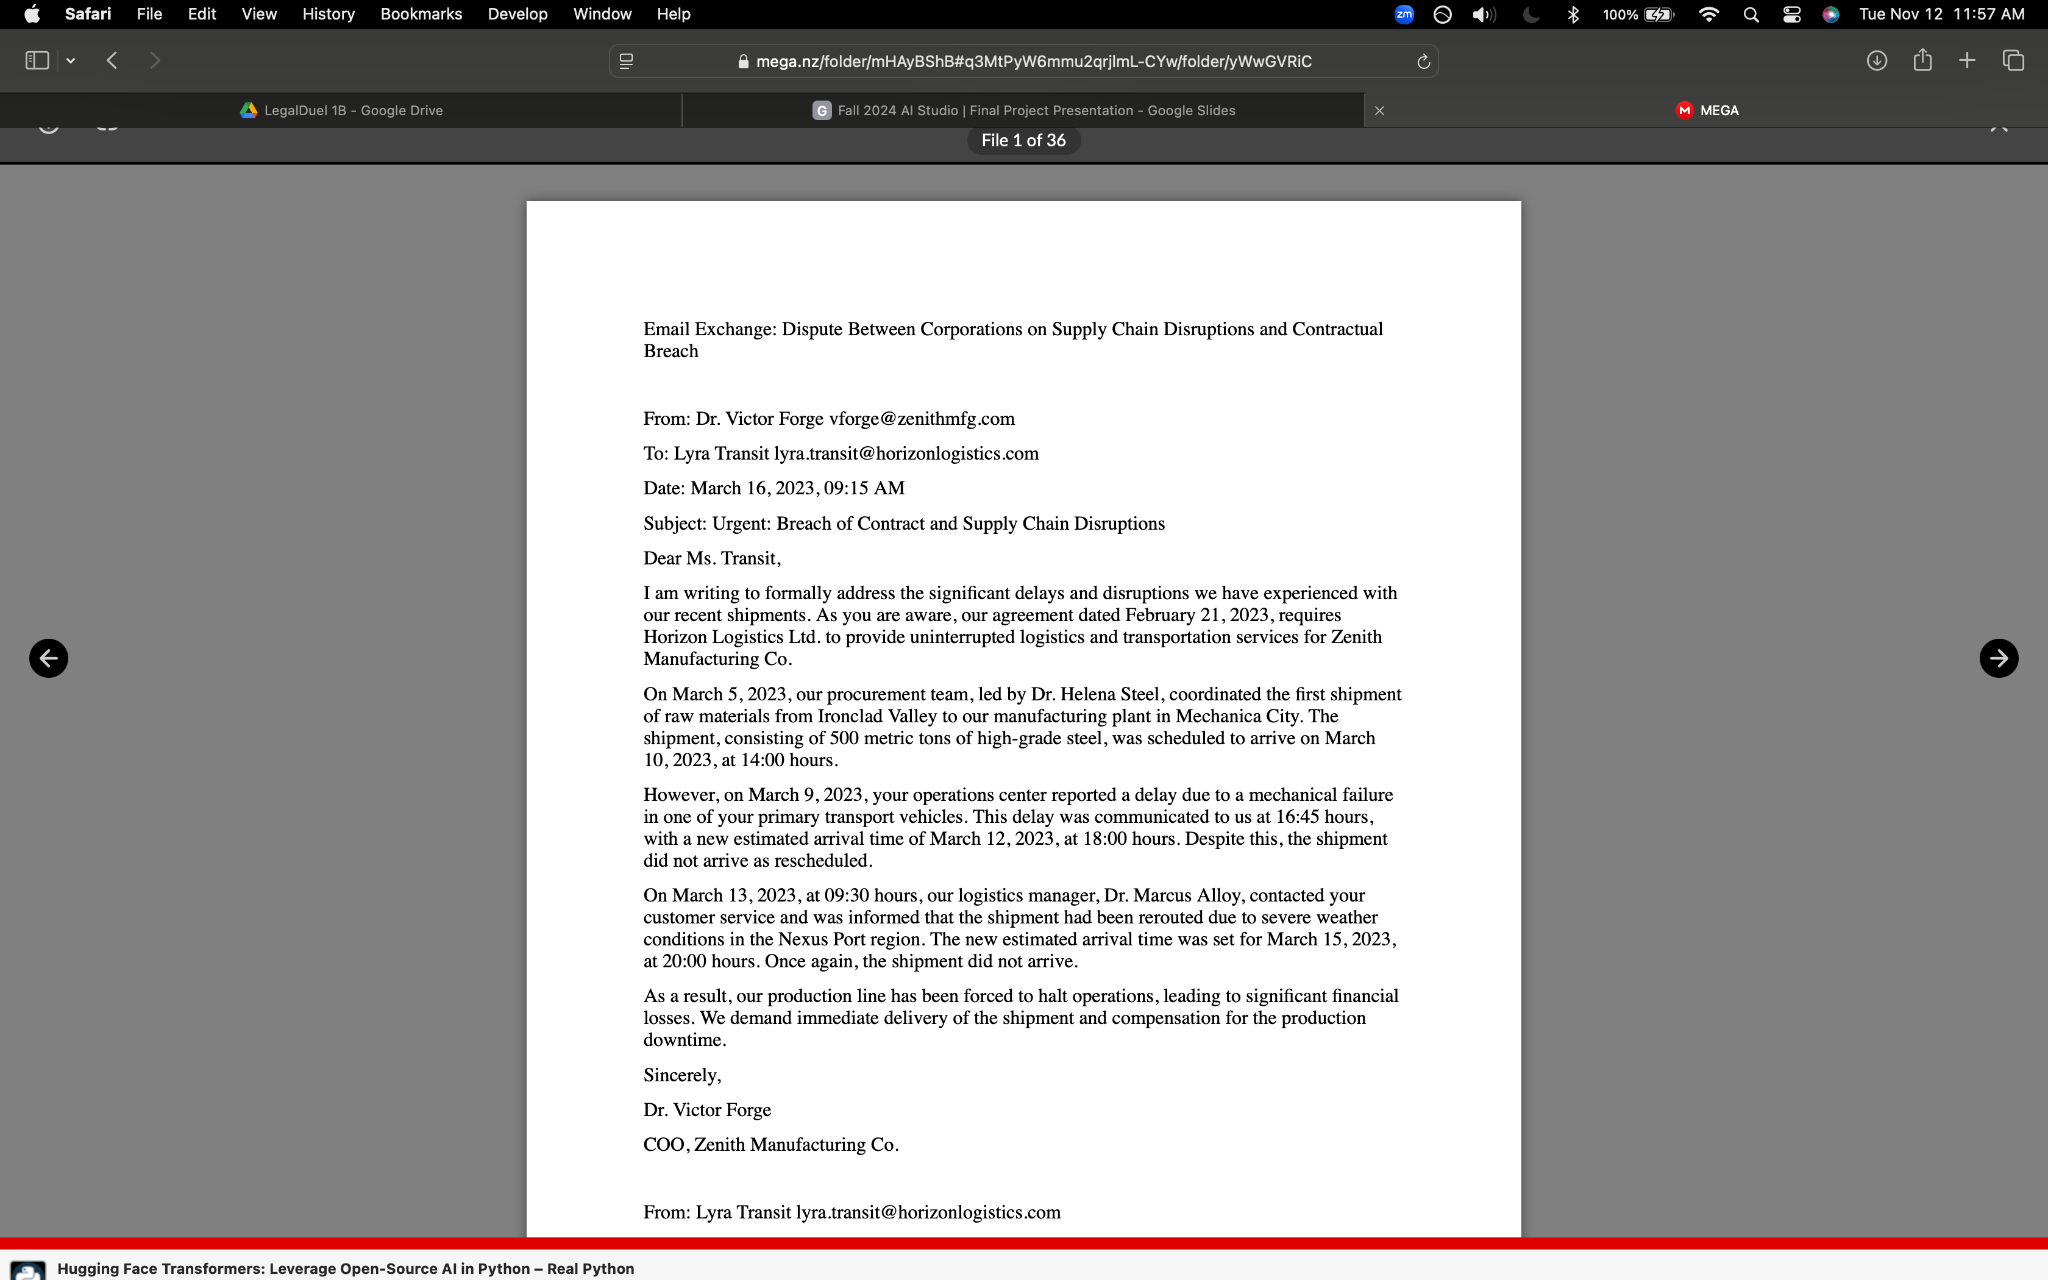 Safari File Edit View History Bookmarks Develop Window Help zm 100% Tue Nov 12 11:57 AM
mega.nz/folder/mHAyBShB#q3MtPyW6mmu2qrjlmL-CYw/folder/yWwGVRiC
LegalDuel 1B - Google Drive
G Fall 2024 AI Studio | Final Project Presentation - Google Slides
M MEGA
File 1 of 36
Email Exchange: Dispute Between Corporations on Supply Chain Disruptions and Contractual
Breach
From: Dr. Victor Forge vforge@zenithmfg.com
To: Lyra Transit lyra.transit@horizonlogistics.com
Date: March 16, 2023, 09:15 AM
Subject: Urgent: Breach of Contract and Supply Chain Disruptions
Dear Ms. Transit,
I am writing to formally address the significant delays and disruptions we have experienced with
our recent shipments. As you are aware, our agreement dated February 21, 2023, requires
Horizon Logistics Ltd. to provide uninterrupted logistics and transportation services for Zenith
Manufacturing Co.
On March 5, 2023, our procurement team, led by Dr. Helena Steel, coordinated the first shipment
of raw materials from Ironclad Valley to our manufacturing plant in Mechanica City. The
shipment, consisting of 500 metric tons of high-grade steel, was scheduled to arrive on March
10, 2023, at 14:00 hours.
However, on March 9, 2023, your operations center reported a delay due to a mechanical failure
in one of your primary transport vehicles. This delay was communicated to us at 16:45 hours,
with a new estimated arrival time of March 12, 2023, at 18:00 hours. Despite this, the shipment
did not arrive as rescheduled.
On March 13, 2023, at 09:30 hours, our logistics manager, Dr. Marcus Alloy, contacted your
customer service and was informed that the shipment had been rerouted due to severe weather
conditions in the Nexus Port region. The new estimated arrival time was set for March 15, 2023,
at 20:00 hours. Once again, the shipment did not arrive.
As a result, our production line has been forced to halt operations, leading to significant financial
losses. We demand immediate delivery of the shipment and compensation for the production
downtime.
Sincerely,
Dr. Victor Forge
COO, Zenith Manufacturing Co.
From: Lyra Transit lyra.transit@horizonlogistics.com
Hugging Face Transformers: Leverage Open-Source AI in Python – Real Python